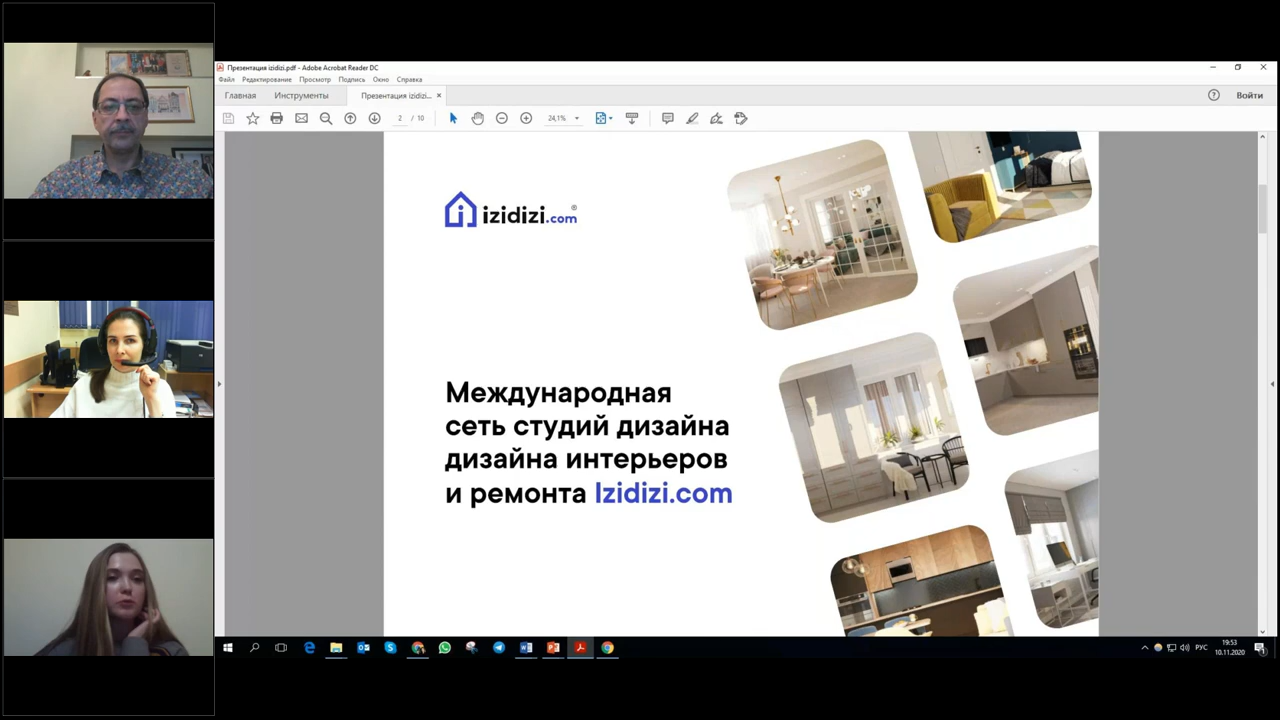 Презентация izidizi.pdf - Adobe Acrobat Reader DC
Файл Редактирование Просмотр Подпись Окно Справка
Главная Инструменты Презентация izidizi... × Войти
2 / 10 24,1%
izidizi.com®
Международная
сеть студий дизайна
дизайна интерьеров
и ремонта Izidizi.com
РУС
19:53
10.11.2020